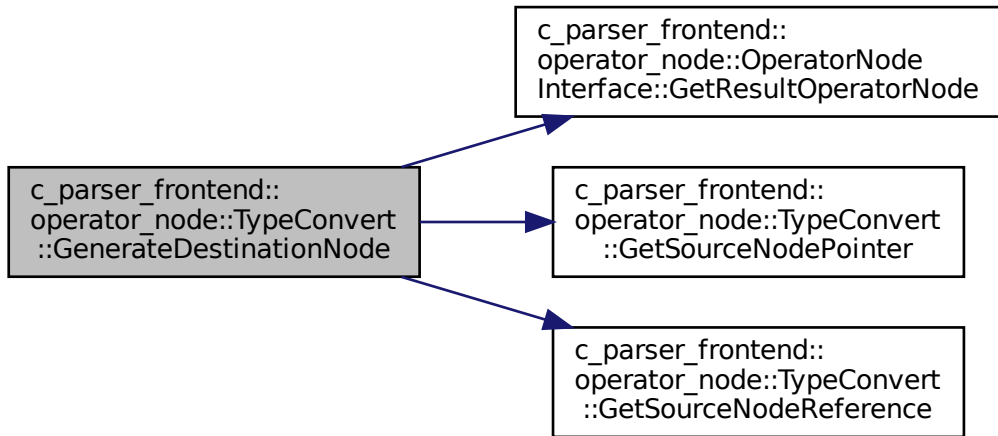 c_parser_frontend::
operator_node::OperatorNode
Interface::GetResultOperatorNode
c_parser_frontend::
operator_node::TypeConvert
::GenerateDestinationNode
c_parser_frontend::
operator_node::TypeConvert
::GetSourceNodePointer
c_parser_frontend::
operator_node::TypeConvert
::GetSourceNodeReference